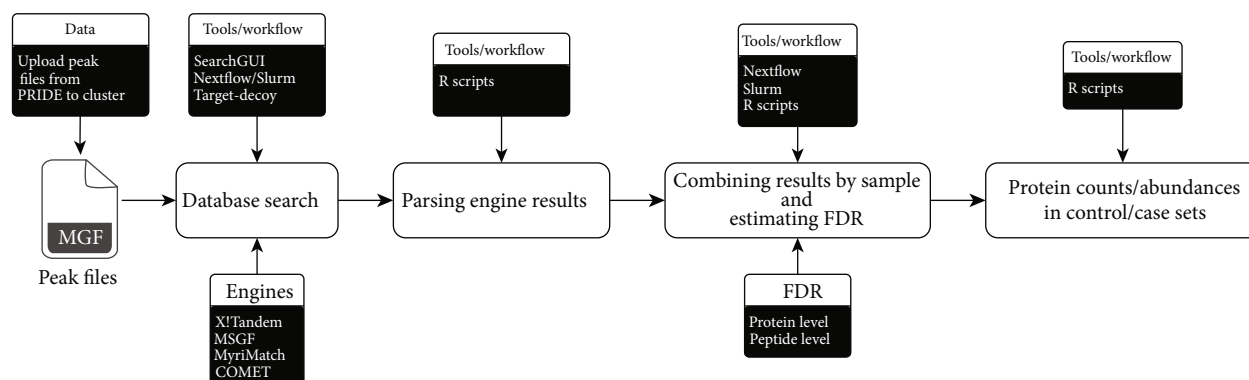 Data
Upload peak
files from
PRIDE to cluster
Tools/workflow
SearchGUI
Nextflow/Slurm
Target-decoy
Tools/workflow
R scripts
Tools/workflow
Nextflow
Slurm
R scripts
Tools/workflow
R scripts
MGF
Peak files
Database search
Parsing engine results
Combining results by sample
and
estimating FDR
Protein counts/abundances
in control/case sets
Engines
X!Tandem
MSGF
MyriMatch
COMET
FDR
Protein level
Peptide level